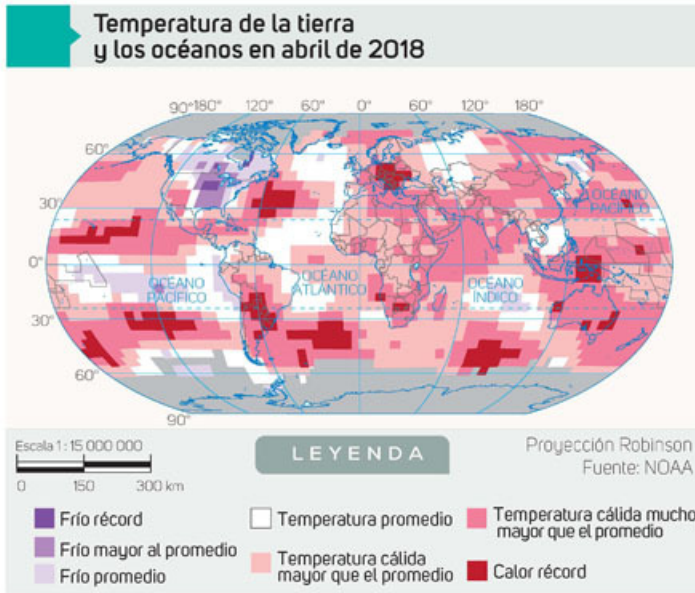 Temperatura de la tierra
y los océanos en abril de 2018
90° 180° 120° 60° 0° 60° 120° 180°
60°
30°
OCÉANO
PACÍFICO
0°
OCÉANO
PACÍFICO
OCÉANO
ATLÁNTICO
OCÉANO
ÍNDICO
30°
60°
90°
Escala 1 : 15 000 000
0 150 300 km
LEYENDA
Proyección Robinson
Fuente: NOAA
Frío récord
Frío mayor al promedio
Frío promedio
Temperatura promedio
Temperatura cálida
mayor que el promedio
Temperatura cálida mucho
mayor que el promedio
Calor récord